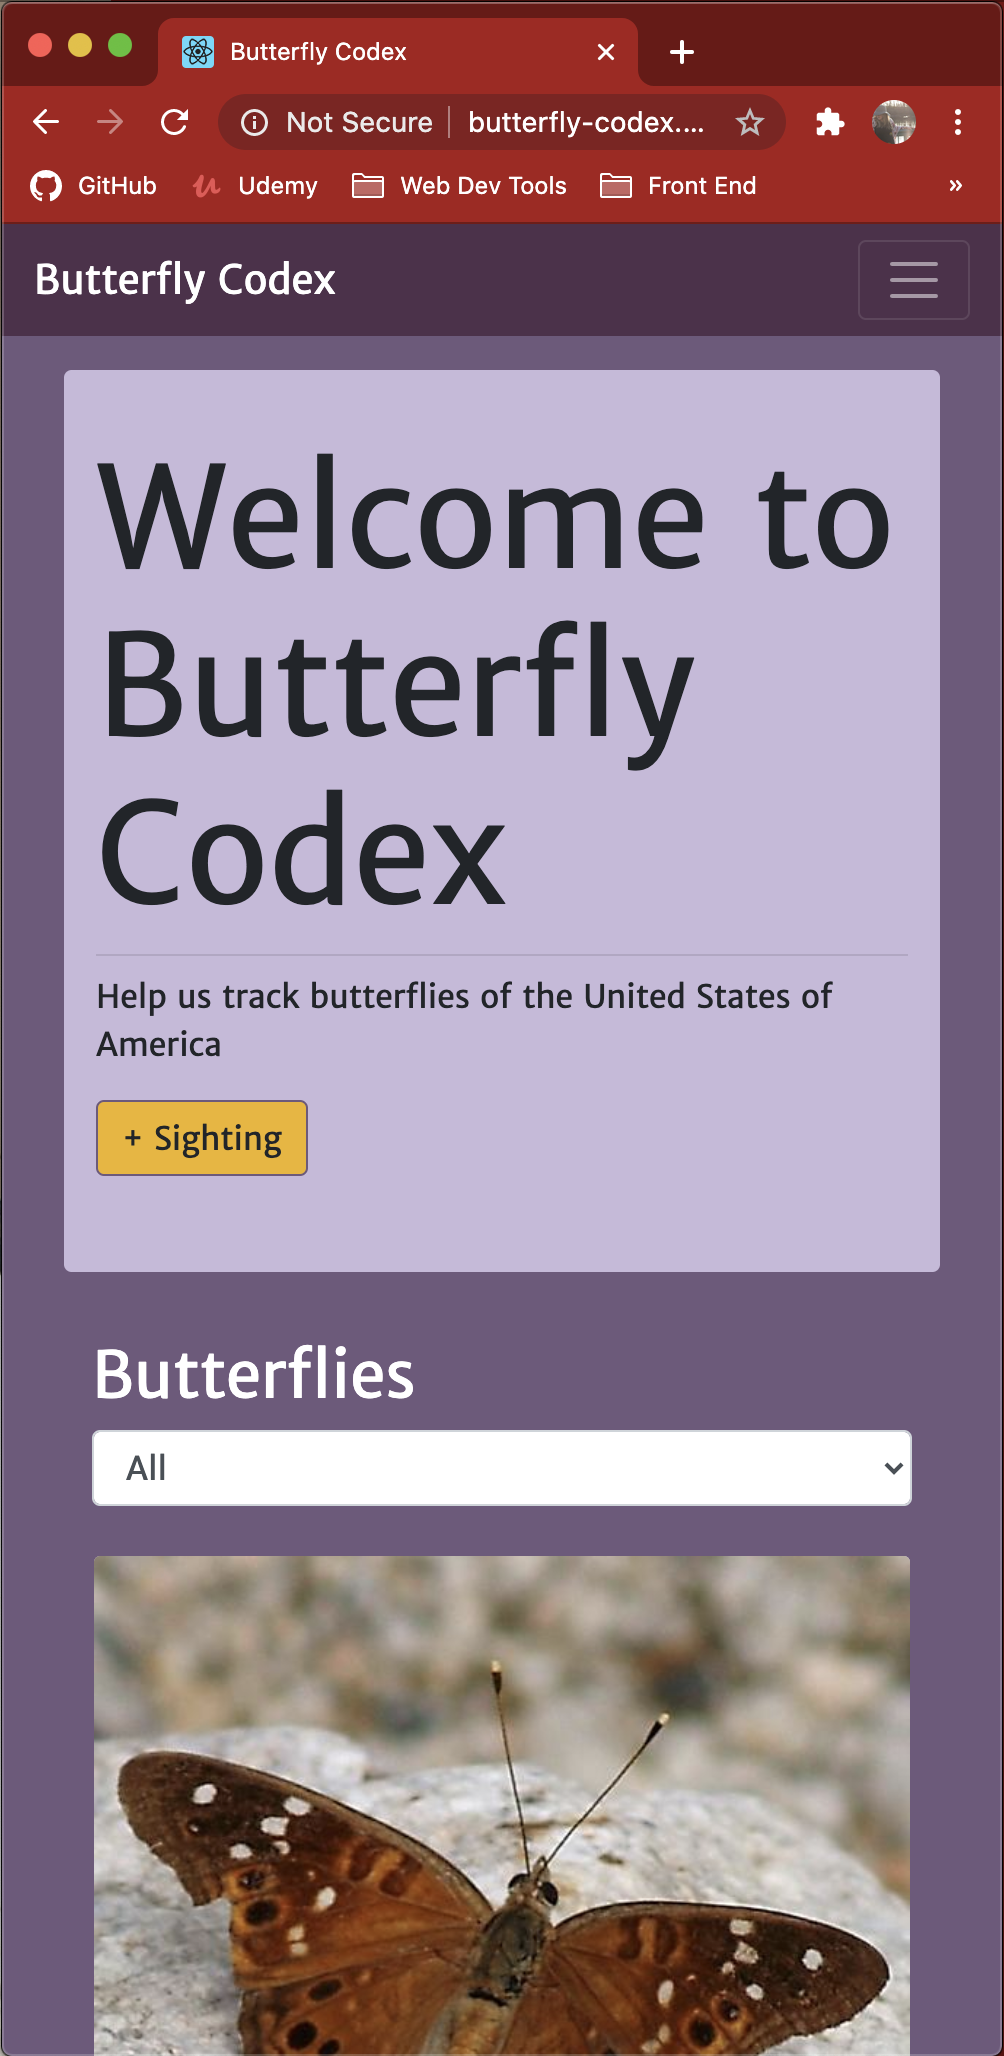 Butterfly Codex
Not Secure butterfly-codex....
GitHub Udemy Web Dev Tools Front End »
Butterfly Codex
Welcome to
Butterfly
Codex
Help us track butterflies of the United States of
America
+ Sighting
Butterflies
All